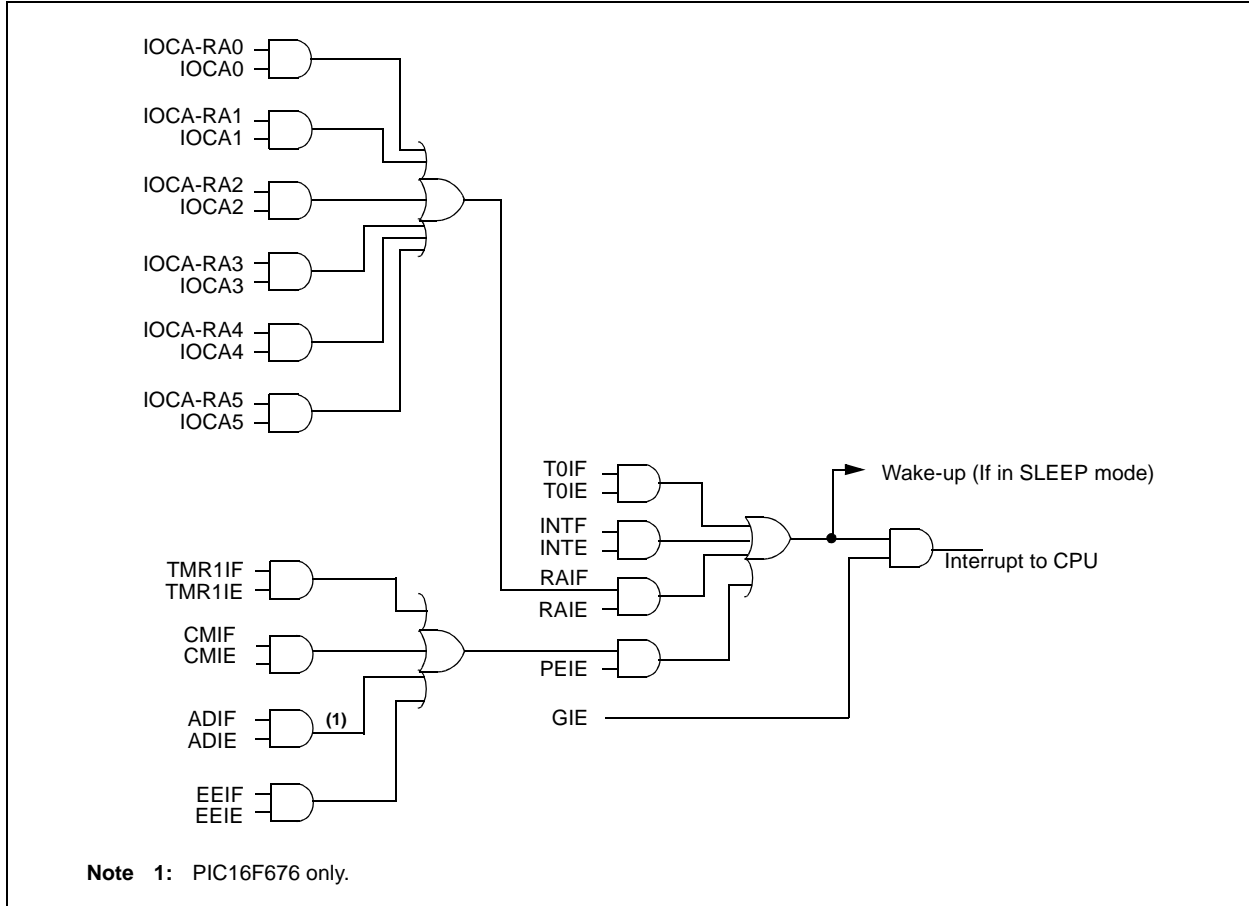 IOCA-RA0
IOCA0
IOCA-RA1
IOCA1
IOCA-RA2
IOCA2
IOCA-RA3
IOCA3
IOCA-RA4
IOCA4
IOCA-RA5
IOCA5
T0IF
T0IE
INTF
INTE
RAIF
RAIE
PEIE
GIE
Wake-up (If in SLEEP mode)
Interrupt to CPU
TMR1IF
TMR1IE
CMIF
CMIE
ADIF
ADIE
(1)
EEIF
EEIE
Note 1: PIC16F676 only.